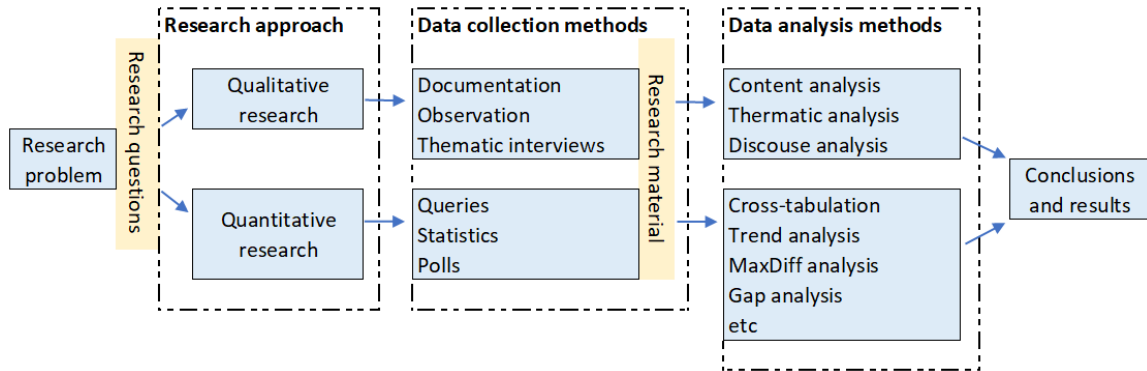 Research approach
Data collection methods
Data analysis methods
Research
problem
Research questions
Qualitative
research
Quantitative
research
Documentation
Observation
Thematic interviews
Queries
Statistics
Polls
Research material
Content analysis
Thermatic analysis
Discouse analysis
Cross-tabulation
Trend analysis
MaxDiff analysis
Gap analysis
etc
Conclusions
and results